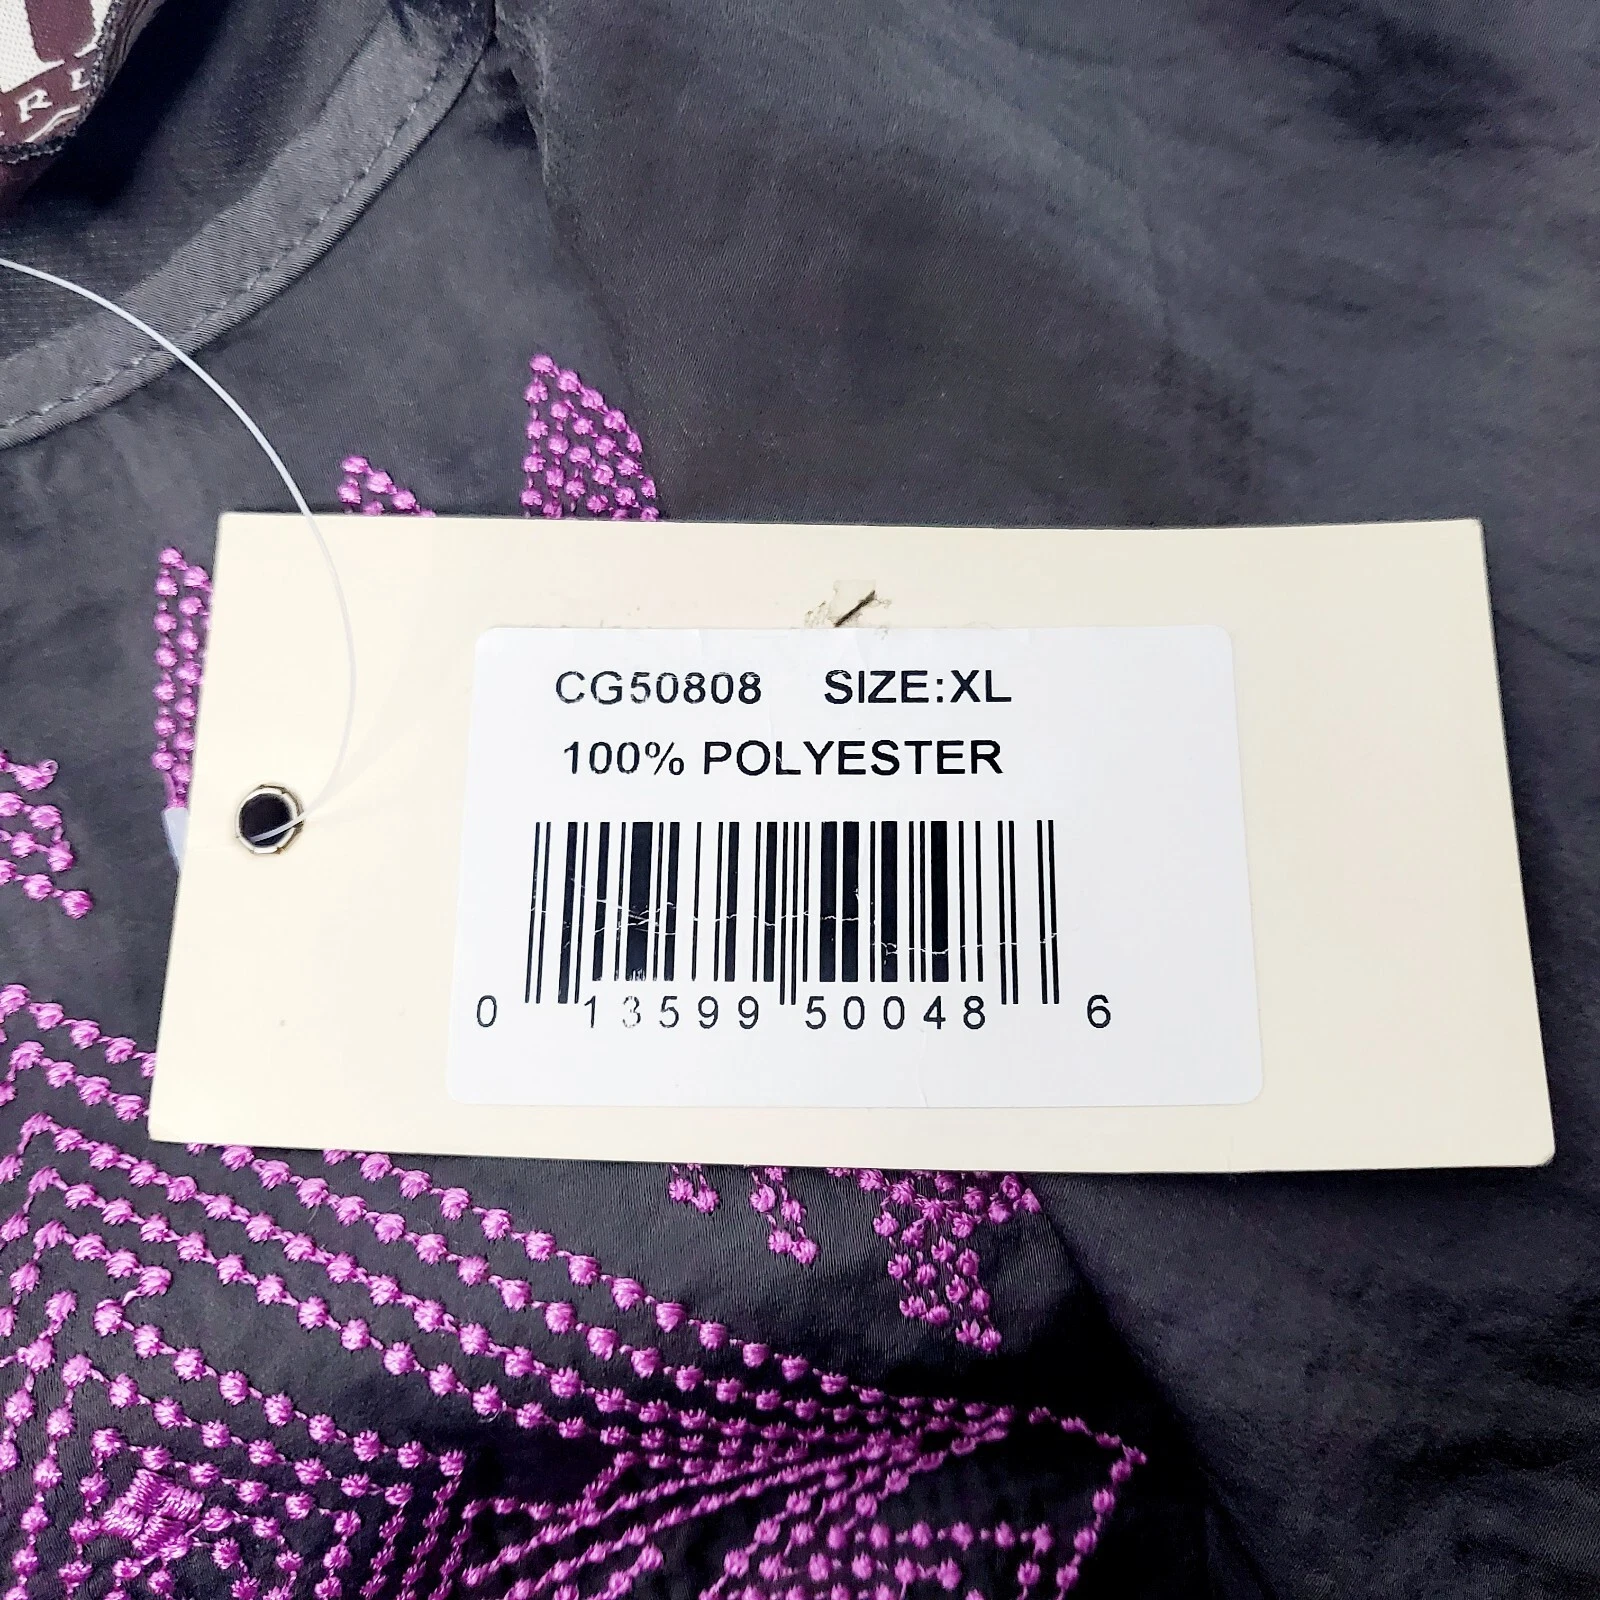 CG50808 SIZE:XL
100% POLYESTER
0 13599 50048 6